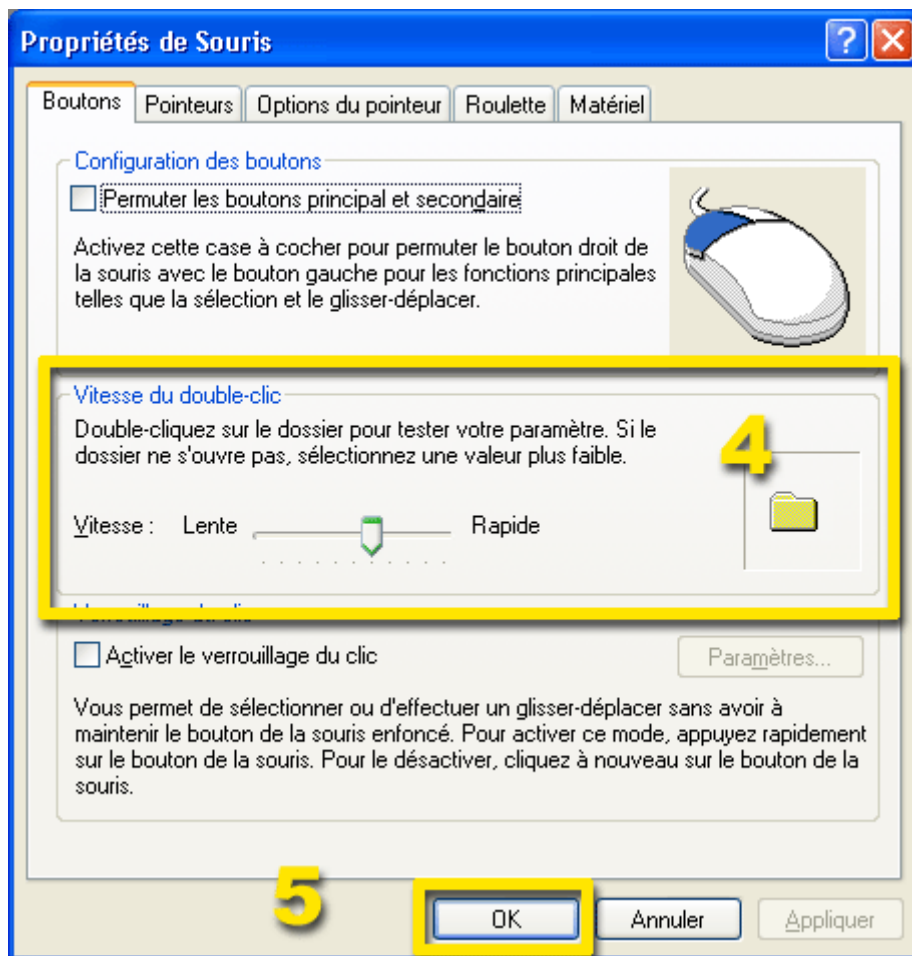 Propriétés de Souris
?
Boutons Pointeurs Options du pointeur Roulette Matériel
Configuration des boutons
Permuter les boutons principal et secondaire
Activez cette case à cocher pour permuter le bouton droit de
la souris avec le bouton gauche pour les fonctions principales
telles que la sélection et le glisser-déplacer.
Vitesse du double-clic
Double-cliquez sur le dossier pour tester votre paramètre. Si le
dossier ne s'ouvre pas, sélectionnez une valeur plus faible.
4
Vitesse : Lente Rapide
Verrouillage du clic
Activer le verrouillage du clic Paramètres...
Vous permet de sélectionner ou d'effectuer un glisser-déplacer sans avoir à
maintenir le bouton de la souris enfoncé. Pour activer ce mode, appuyez rapidement
sur le bouton de la souris. Pour le désactiver, cliquez à nouveau sur le bouton de la
souris.
5
OK Annuler Appliquer